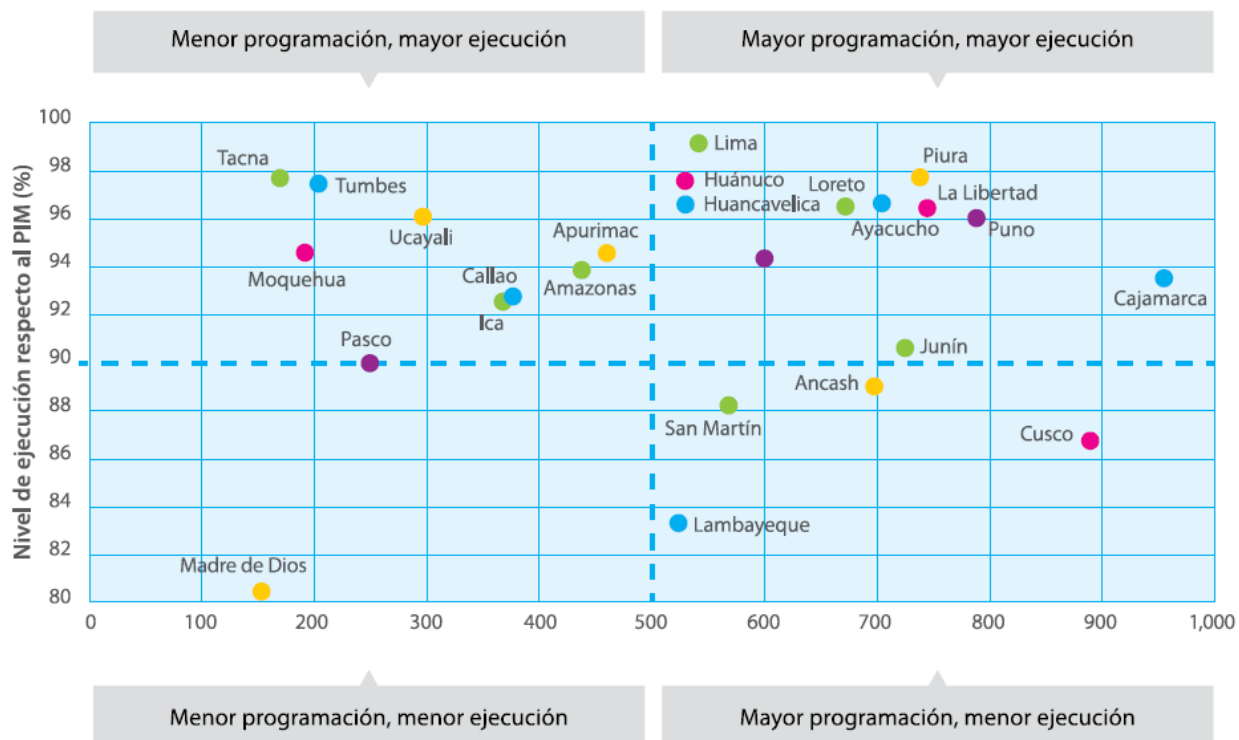 Menor programación, mayor ejecución
Mayor programación, mayor ejecución
Nivel de ejecución respecto al PIM (%)
100
98
96
94
92
90
88
86
84
82
80
Tacna
Tumbes
Ucayali
Moquehua
Apurimac
Callao
Amazonas
Ica
Pasco
Madre de Dios
Lima
Huánuco
Huancavelica
Loreto
Piura
La Libertad
Ayacucho
Puno
Cajamarca
Junín
Ancash
San Martín
Cusco
Lambayeque
0
100
200
300
400
500
600
700
800
900
1,000
Menor programación, menor ejecución
Mayor programación, menor ejecución